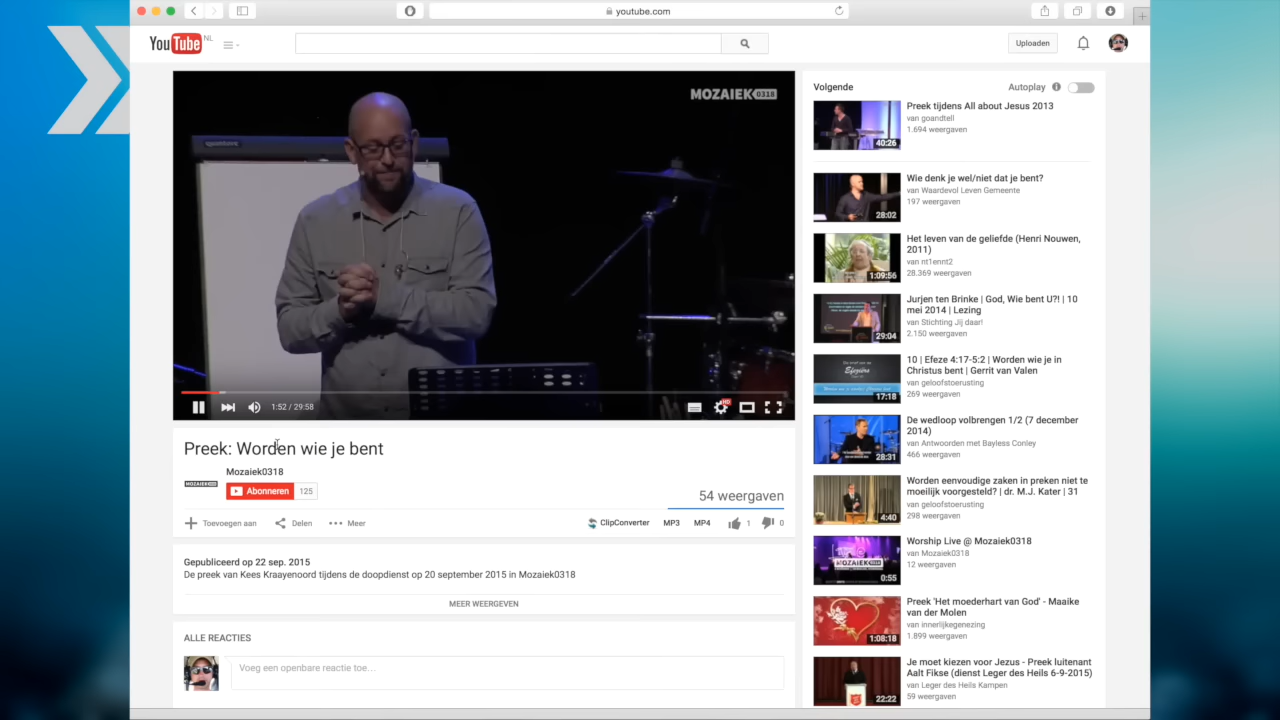 youtube.com
YouTube NL
Uploaden
MOZAIEK0318
1:52 / 29:58
HD
Preek: Worden wie je bent
Mozaiek0318
MOZAIEK0318
Abonneren 125
54 weergaven
Toevoegen aan Delen Meer
ClipConverter MP3 MP4 1 0
Gepubliceerd op 22 sep. 2015
De preek van Kees Kraayenoord tijdens de doopdienst op 20 september 2015 in Mozaiek0318
MEER WEERGEVEN
ALLE REACTIES
Voeg een openbare reactie toe...
Volgende
Autoplay
Preek tijdens All about Jesus 2013
van goandtell
1.694 weergaven
40:26
Wie denk je wel/niet dat je bent?
van Waardevol Leven Gemeente
197 weergaven
28:02
Het leven van de geliefde (Henri Nouwen,
2011)
van nt1ennt2
28.369 weergaven
1:09:56
Jurjen ten Brinke | God, Wie bent U?! | 10
mei 2014 | Lezing
van Stichting Jij daar!
2.150 weergaven
29:04
10 | Efeze 4:17-5:2 | Worden wie je in
Christus bent | Gerrit van Valen
van geloofstoerusting
269 weergaven
Efeziërs
17:18
De wedloop volbrengen 1/2 (7 december
2014)
van Antwoorden met Bayless Conley
466 weergaven
28:31
Worden eenvoudige zaken in preken niet te
moeilijk voorgesteld? | dr. M.J. Kater | 31
van geloofstoerusting
298 weergaven
4:40
Worship Live @ Mozaiek0318
van Mozaiek0318
12 weergaven
MOZAIEK0318
0:55
Preek 'Het moederhart van God' - Maaike
van der Molen
van innerlijkegenezing
1.899 weergaven
1:08:18
Je moet kiezen voor Jezus - Preek luitenant
Aalt Fikse (dienst Leger des Heils 6-9-2015)
van Leger des Heils Kampen
59 weergaven
22:22